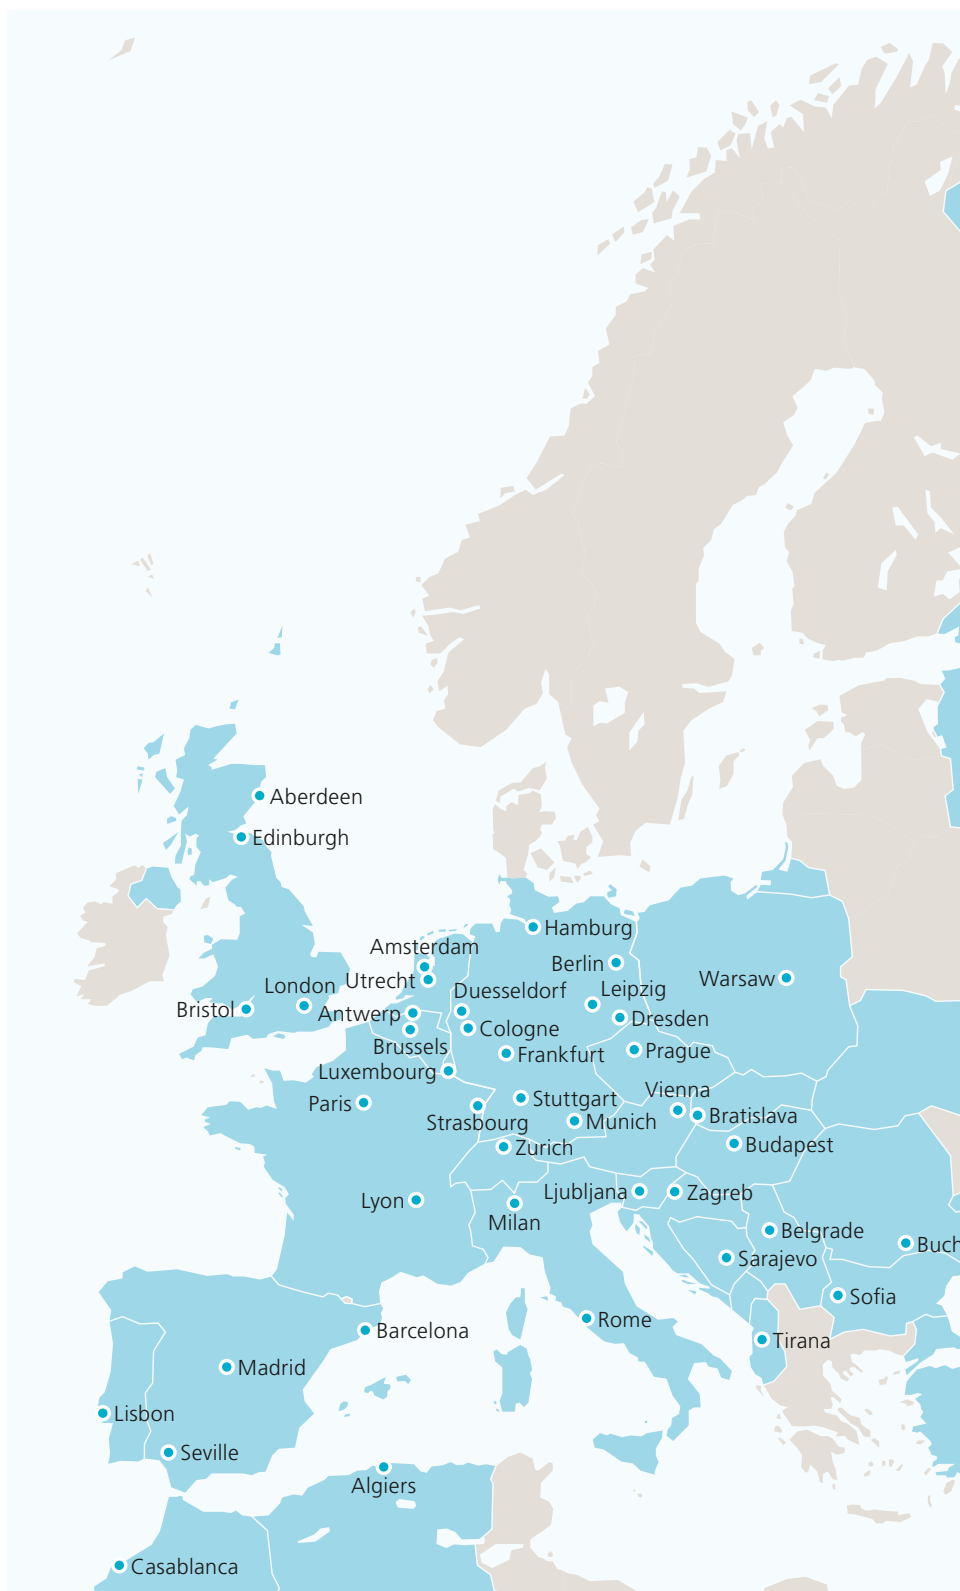 Aberdeen
Edinburgh
Hamburg
Amsterdam
Berlin
Utrecht
Warsaw
London
Duesseldorf
Leipzig
Bristol
Antwerp
Dresden
Cologne
Brussels
Frankfurt
Prague
Luxembourg
Vienna
Paris
Stuttgart
Bratislava
Strasbourg
Munich
Zurich
Budapest
Ljubljana
Zagreb
Lyon
Milan
Belgrade
Buch
Sarajevo
Sofia
Rome
Barcelona
Tirana
Madrid
Lisbon
Seville
Algiers
Casablanca